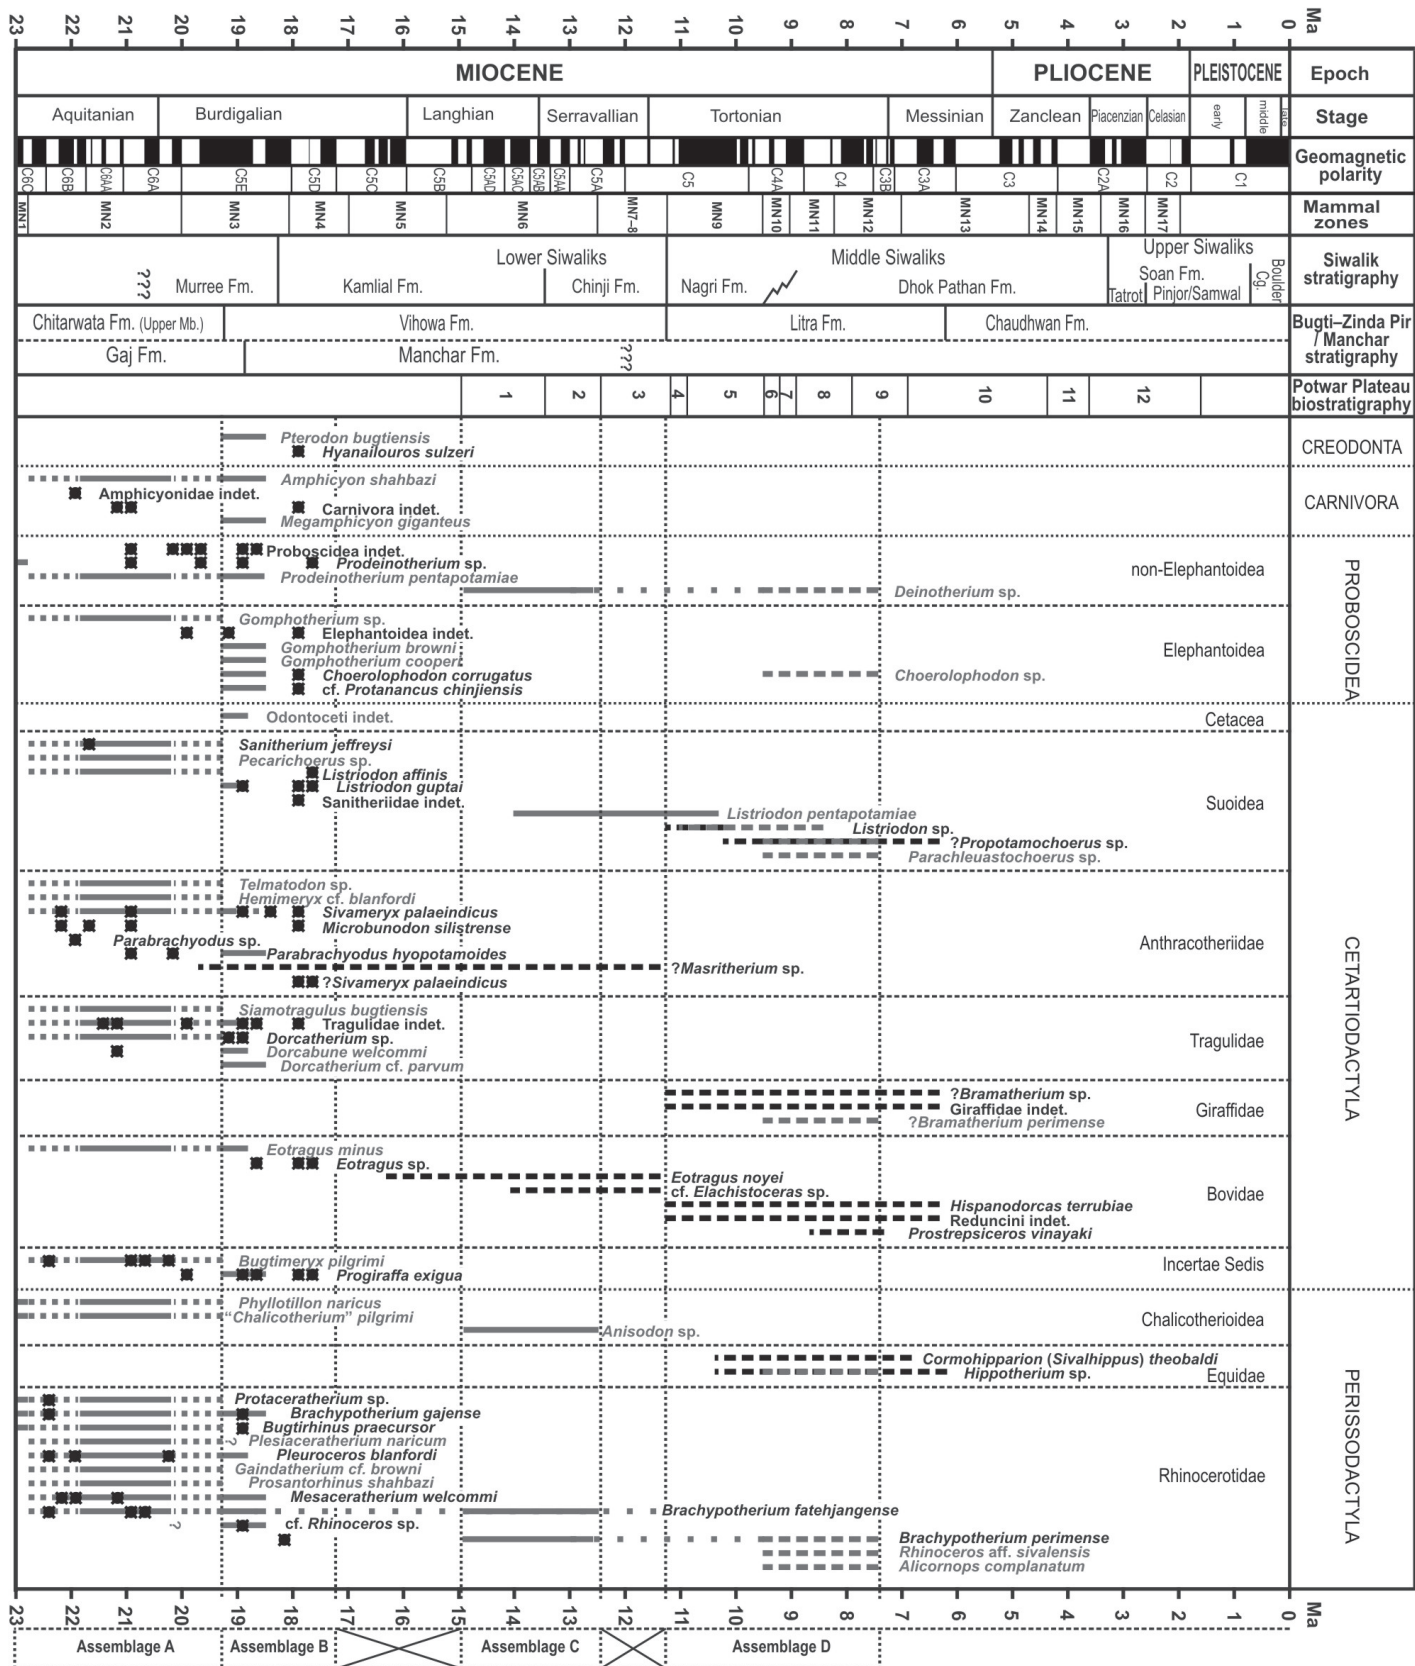 23 22 21 20 19 18 17 16 15 14 13 12 11 10 9 8 7 6 5 4 3 2 1 0 Ma
MIOCENE PLIOCENE PLEISTOCENE Epoch
Aquitanian Burdigalian Langhian Serravallian Tortonian Messinian Zanclean Piacenzian Celasian early middle late Stage
Geomagnetic
polarity
C6C C6B C6AA C6A C5E C5D C5C C5B C5AD C5AC C5AB C5AA C5A C5 C4A C4 C3B C3A C3 C2A C2 C1
MN1 MN2 MN3 MN4 MN5 MN6 MN7–8 MN9 MN10 MN11 MN12 MN13 MN14 MN15 MN16 MN17 Mammal
zones
Lower Siwaliks Middle Siwaliks Upper Siwaliks
??? Murree Fm. Kamlial Fm. Chinji Fm. Nagri Fm. Dhok Pathan Fm. Soan Fm. Tatrot Pinjor/Samwal Boulder Cg.
Siwalik
stratigraphy
Chitarwata Fm. (Upper Mb.) Vihowa Fm. Litra Fm. Chaudhwan Fm.
Gaj Fm. Manchar Fm. ???
Bugti–Zinda Pir
/ Manchar
stratigraphy
1 2 3 4 5 6 7 8 9 10 11 12
Potwar Plateau
biostratigraphy
Pterodon bugtiensis
Hyanailouros sulzeri
CREODONTA
Amphicyon shahbazi
Amphicyonidae indet.
Carnivora indet.
Megamphicyon giganteus
CARNIVORA
Proboscidea indet.
Prodeinotherium sp.
Prodeinotherium pentapotamiae
Deinotherium sp.
non-Elephantoidea
Gomphotherium sp.
Elephantoidea indet.
Gomphotherium browni
Gomphotherium cooperi
Choerolophodon corrugatus
Choerolophodon sp.
cf. Protanancus chinjiensis
Elephantoidea
PROBOSCIDEA
Odontoceti indet.
Cetacea
Sanitherium jeffreysi
Pecarichoerus sp.
Listriodon affinis
Listriodon guptai
Sanitheriidae indet.
Listriodon pentapotamiae
Listriodon sp.
?Propotamochoerus sp.
Parachleuastochoerus sp.
Suoidea
Telmatodon sp.
Hemimeryx cf. blanfordi
Sivameryx palaeindicus
Microbunodon silistrense
Parabrachyodus sp.
Parabrachyodus hyopotamoides
?Masritherium sp.
?Sivameryx palaeindicus
Anthracotheriidae
Siamotragulus bugtiensis
Tragulidae indet.
Dorcatherium sp.
Dorcabune welcommi
Dorcatherium cf. parvum
Tragulidae
?Bramatherium sp.
Giraffidae indet.
?Bramatherium perimense
Giraffidae
Eotragus minus
Eotragus sp.
Eotragus noyei
cf. Elachistoceras sp.
Hispanodorcas terrubiae
Reduncini indet.
Prostrepsiceros vinayaki
Bovidae
Bugtimeryx pilgrimi
Progiraffa exigua
Incertae Sedis
CETARTIODACTYLA
Phyllotillon naricus
“Chalicotherium” pilgrimi
Anisodon sp.
Chalicotherioidea
Cormohipparion (Sivalhippus) theobaldi
Hippotherium sp.
Equidae
Protaceratherium sp.
Brachypotherium gajense
Bugtirhinus praecursor
? Plesiaceratherium naricum
Pleuroceros blanfordi
Gaindatherium cf. browni
Prosantorhinus shahbazi
Mesaceratherium welcommi
Brachypotherium fatehjangense
? cf. Rhinoceros sp.
Brachypotherium perimense
Rhinoceros aff. sivalensis
Alicornops complanatum
Rhinocerotidae
PERISSODACTYLA
23 22 21 20 19 18 17 16 15 14 13 12 11 10 9 8 7 6 5 4 3 2 1 0 Ma
Assemblage A Assemblage B Assemblage C Assemblage D